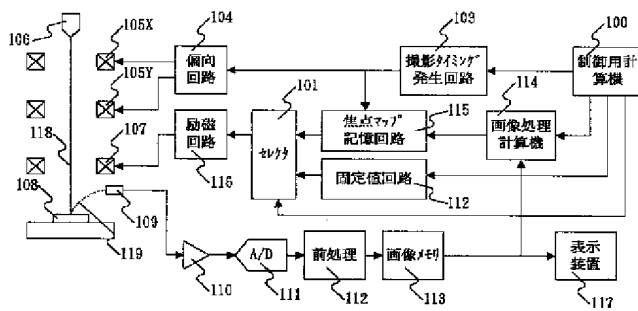 106
105X
105Y
107
118
108
109
119
104
偏向
回路
励磁
回路
116
101
セレクタ
103
撮影タイミング
発生回路
焦点マップ
記憶回路
115
固定値回路
112
100
制御用計
算機
114
画像処理
計算機
110
A/D
111
前処理
112
画像メモリ
113
表示
装置
117